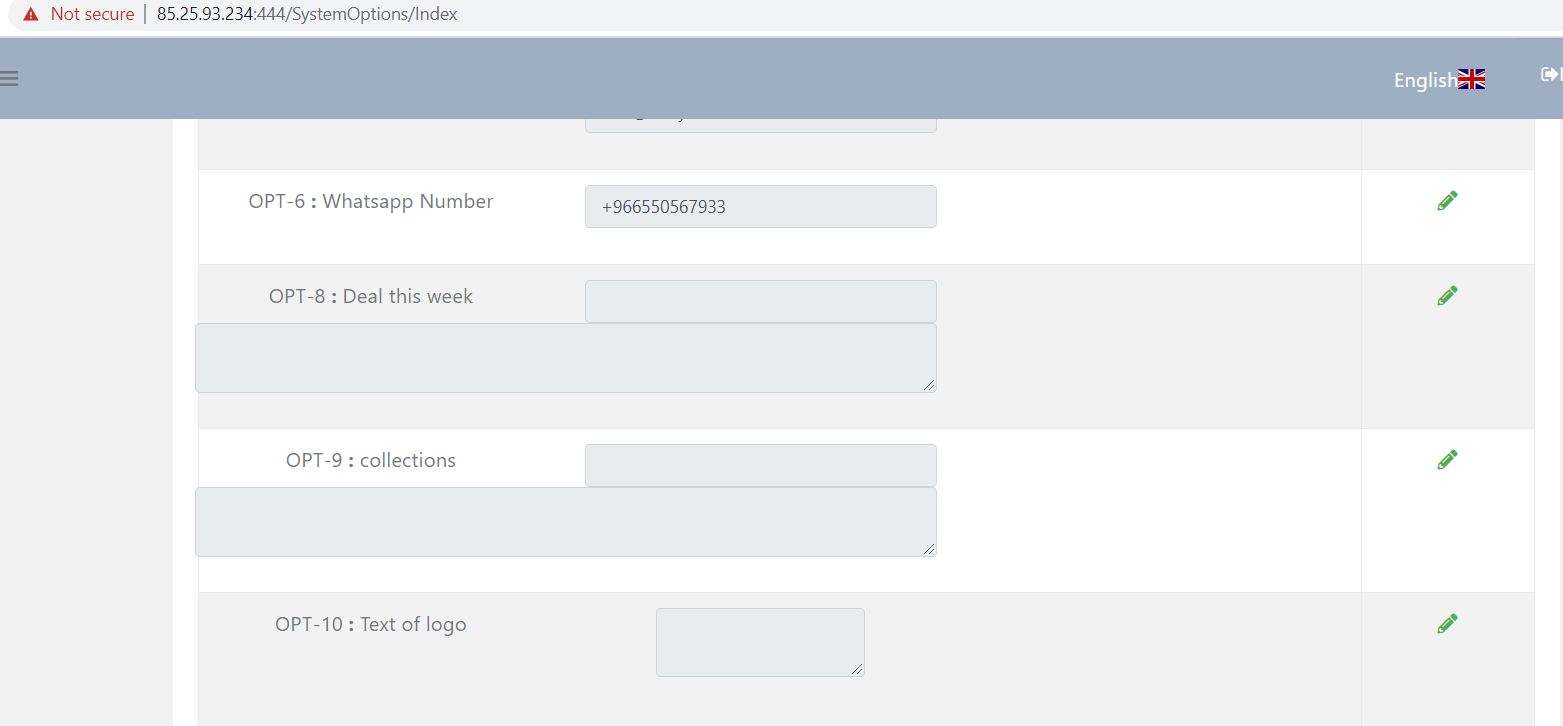 Not secure | 85.25.93.234:444/SystemOptions/Index
English
OPT-6 : Whatsapp Number
+966550567933
OPT-8 : Deal this week
OPT-9 : collections
OPT-10 : Text of logo